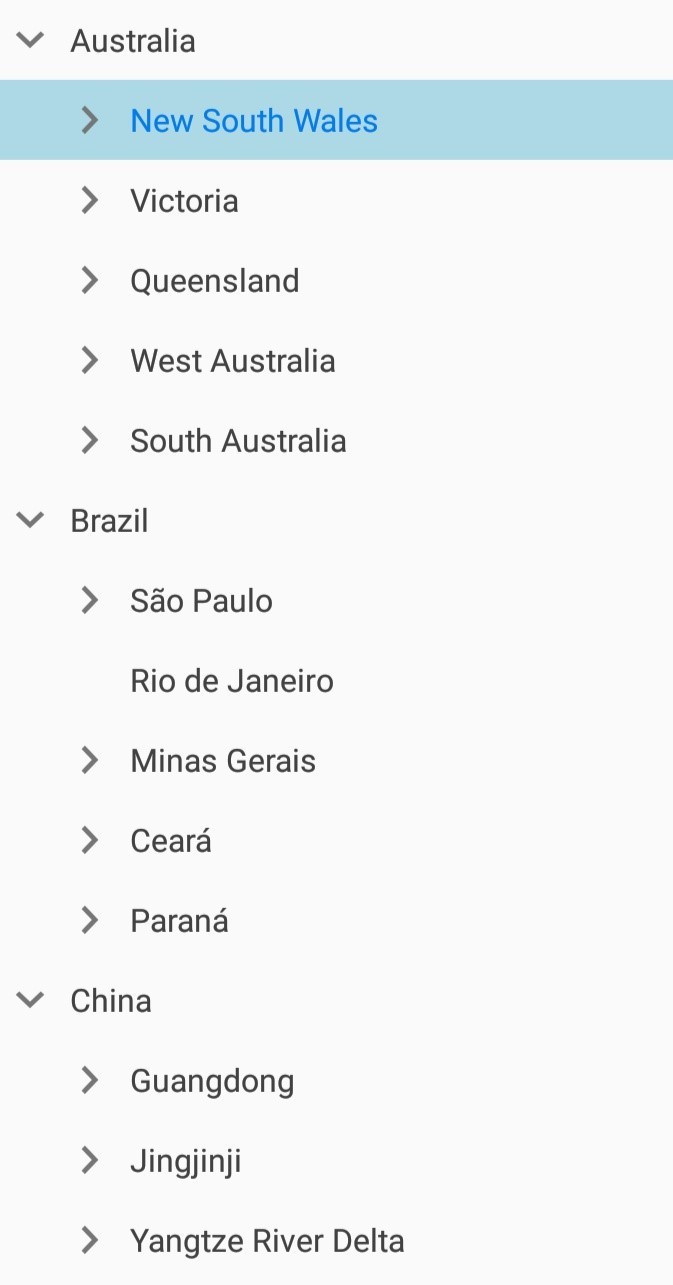 Australia
New South Wales
Victoria
Queensland
West Australia
South Australia
Brazil
São Paulo
Rio de Janeiro
Minas Gerais
Ceará
Paraná
China
Guangdong
Jingjinji
Yangtze River Delta